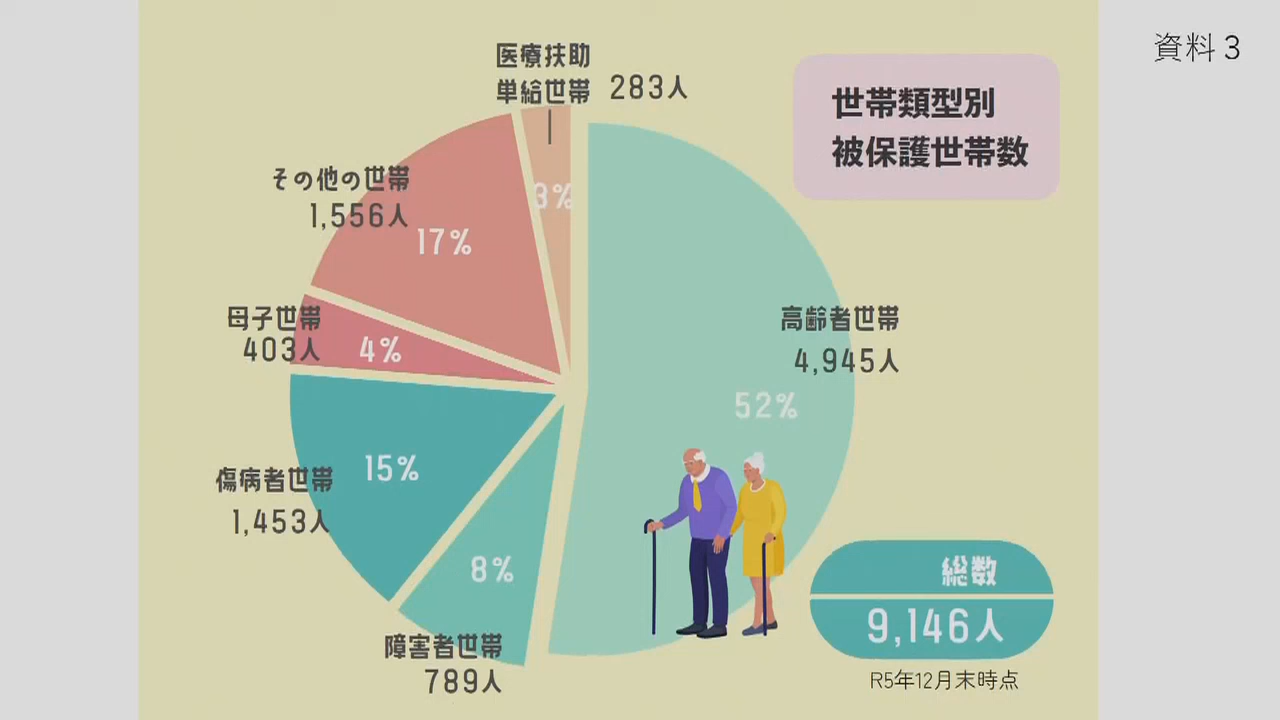 資料3
世帯類型別
被保護世帯数
医療扶助
単給世帯
283人
3%
その他の世帯
1,556人
17%
母子世帯
403人
4%
高齢者世帯
4,945人
52%
傷病者世帯
1,453人
15%
8%
障害者世帯
789人
総数
9,146人
R5年12月末時点